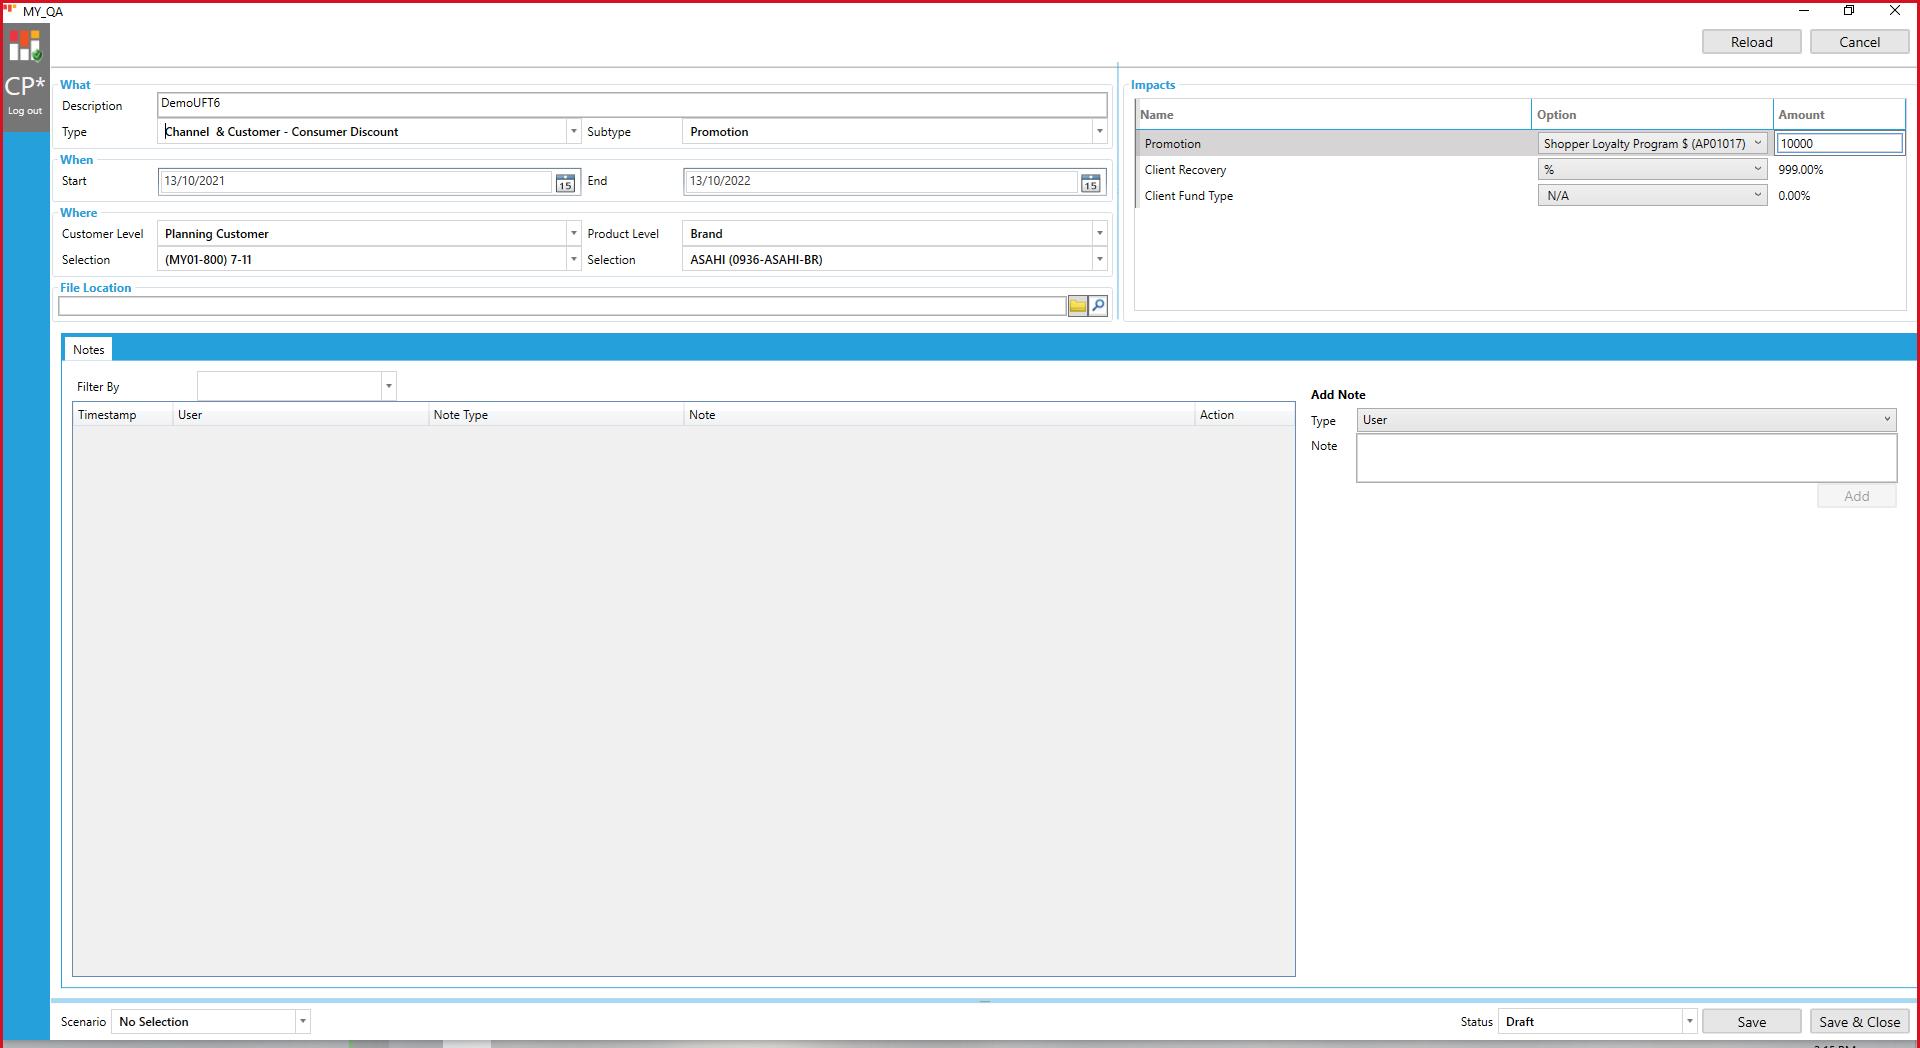 MY_QA
Reload Cancel
CP*
Log out
What
Description DemoUFT6
Type Channel & Customer - Consumer Discount Subtype Promotion
When
Start 13/10/2021 15 End 13/10/2022 15
Where
Customer Level Planning Customer Product Level Brand
Selection (MY01-800) 7-11 Selection ASAHI (0936-ASAHI-BR)
File Location
Impacts
Name Option Amount
Promotion Shopper Loyalty Program $ (AP01017) 10000
Client Recovery % 999.00%
Client Fund Type N/A 0.00%
Notes
Filter By
Timestamp User Note Type Note Action
Add Note
Type User
Note
Add
Scenario No Selection Status Draft Save Save & Close